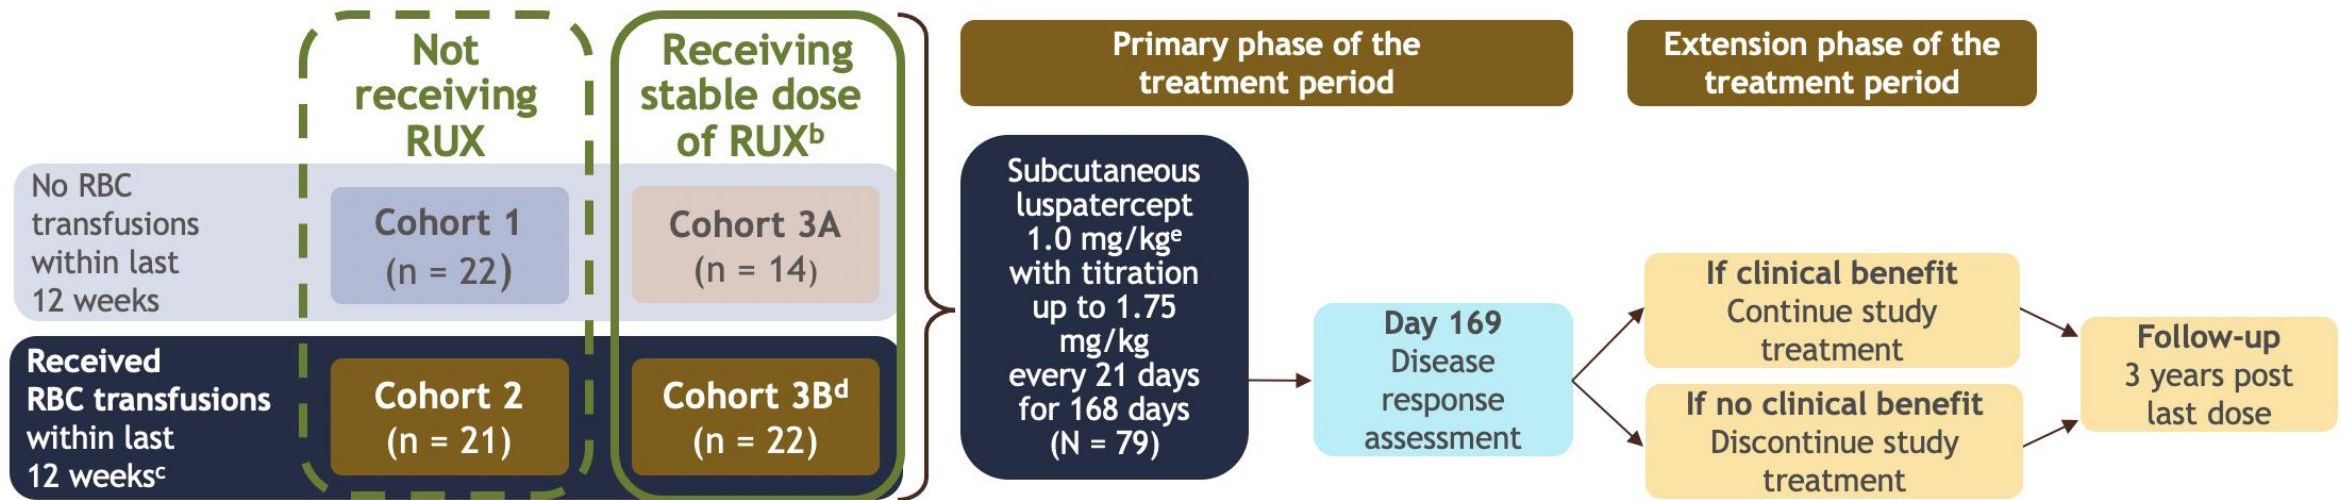 Not
receiving
RUX
Receiving
stable dose
of RUXᵇ
No RBC
transfusions
within last
12 weeks
Cohort 1
(n = 22)
Cohort 3A
(n = 14)
Received
RBC transfusions
within last
12 weeksᶜ
Cohort 2
(n = 21)
Cohort 3Bᵈ
(n = 22)
Primary phase of the
treatment period
Subcutaneous
luspatercept
1.0 mg/kgᵉ
with titration
up to 1.75
mg/kg
every 21 days
for 168 days
(N = 79)
Day 169
Disease
response
assessment
Extension phase of the
treatment period
If clinical benefit
Continue study
treatment
If no clinical benefit
Discontinue study
treatment
Follow-up
3 years post
last dose